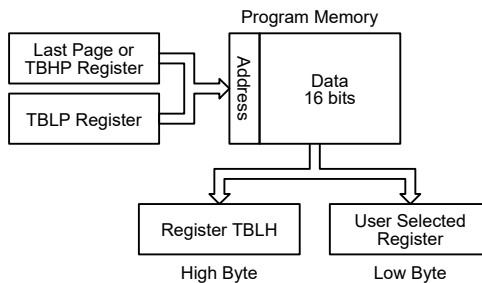 Program Memory
Last Page or
TBHP Register
TBLP Register
Address
Data
16 bits
Register TBLH
User Selected
Register
High Byte
Low Byte